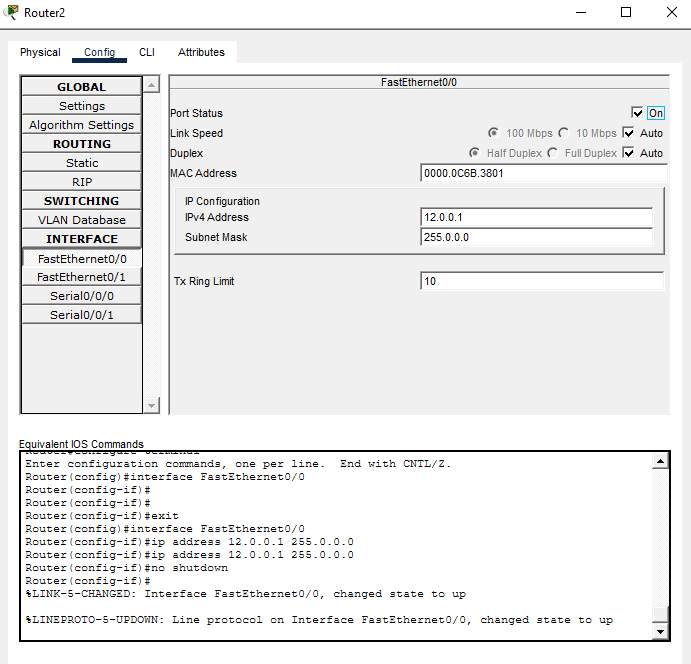 Router2
Physical Config CLI Attributes
GLOBAL
Settings
Algorithm Settings
ROUTING
Static
RIP
SWITCHING
VLAN Database
INTERFACE
FastEthernet0/0
FastEthernet0/1
Serial0/0/0
Serial0/0/1
FastEthernet0/0
Port Status On
Link Speed 100 Mbps 10 Mbps Auto
Duplex Half Duplex Full Duplex Auto
MAC Address 0000.0C6B.3801
IP Configuration
IPv4 Address 12.0.0.1
Subnet Mask 255.0.0.0
Tx Ring Limit 10
Equivalent IOS Commands
Enter configuration commands, one per line. End with CNTL/Z.
Router(config)#interface FastEthernet0/0
Router(config-if)#
Router(config-if)#
Router(config-if)#exit
Router(config)#interface FastEthernet0/0
Router(config-if)#ip address 12.0.0.1 255.0.0.0
Router(config-if)#ip address 12.0.0.1 255.0.0.0
Router(config-if)#no shutdown
Router(config-if)#
%LINK-5-CHANGED: Interface FastEthernet0/0, changed state to up
%LINEPROTO-5-UPDOWN: Line protocol on Interface FastEthernet0/0, changed state to up